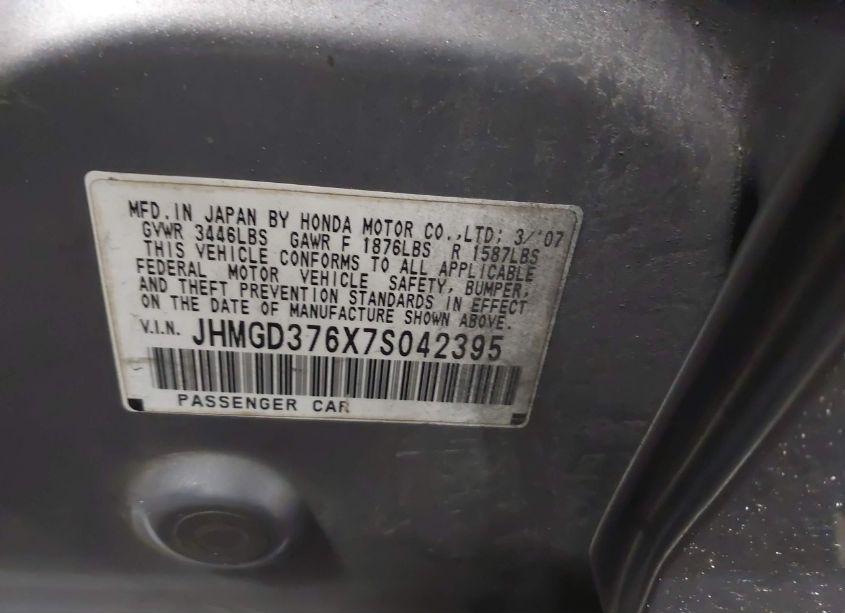 MFD.IN JAPAN BY HONDA MOTOR CO.,LTD; 3/'07
GVWR 3446LBS GAWR F 1876LBS R 1587LBS
THIS VEHICLE CONFORMS TO ALL APPLICABLE
FEDERAL MOTOR VEHICLE SAFETY, BUMPER,
AND THEFT PREVENTION STANDARDS IN EFFECT
ON THE DATE OF MANUFACTURE SHOWN ABOVE.
V.I.N. JHMGD376X7S042395
PASSENGER CAR